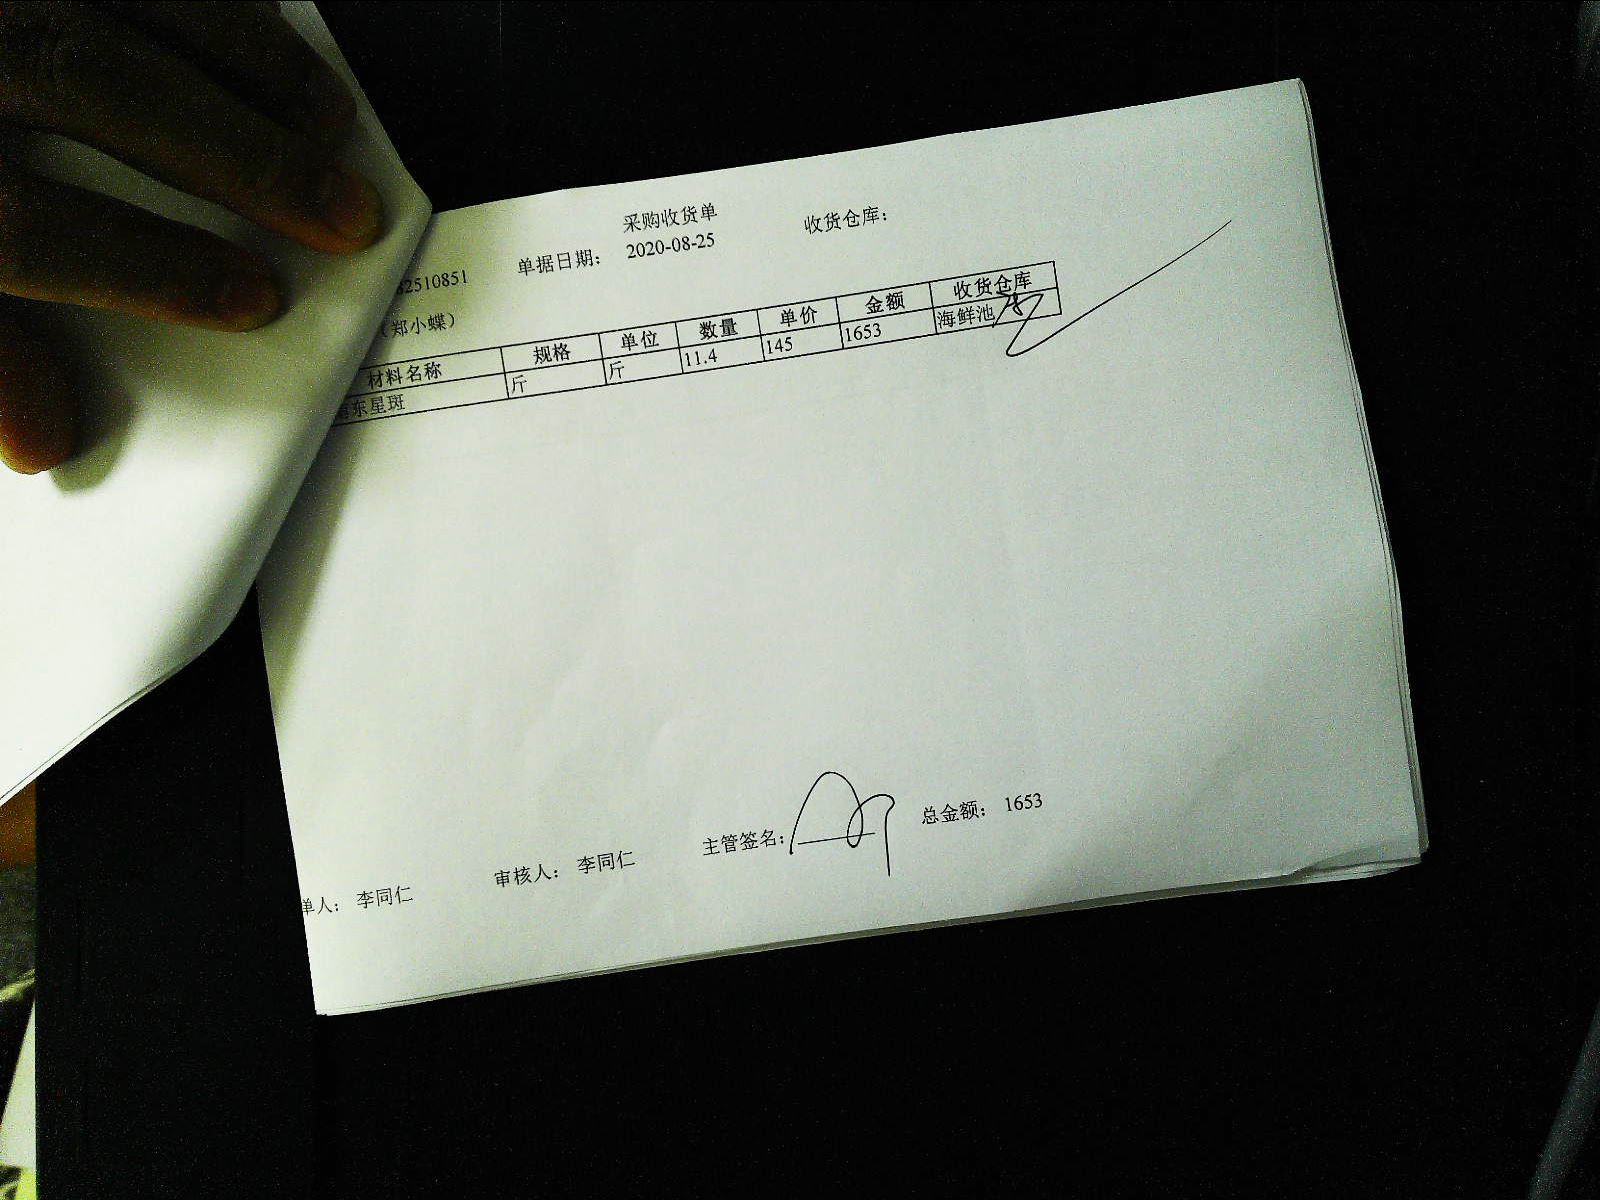 采购收货单
82510851 单据日期: 2020-08-25 收货仓库:
(郑小蝶)
材料名称 规格 单位 数量 单价 金额 收货仓库
东星斑 斤 斤 11.4 145 1653 海鲜池
单人: 李同仁 审核人: 李同仁 主管签名: 总金额: 1653